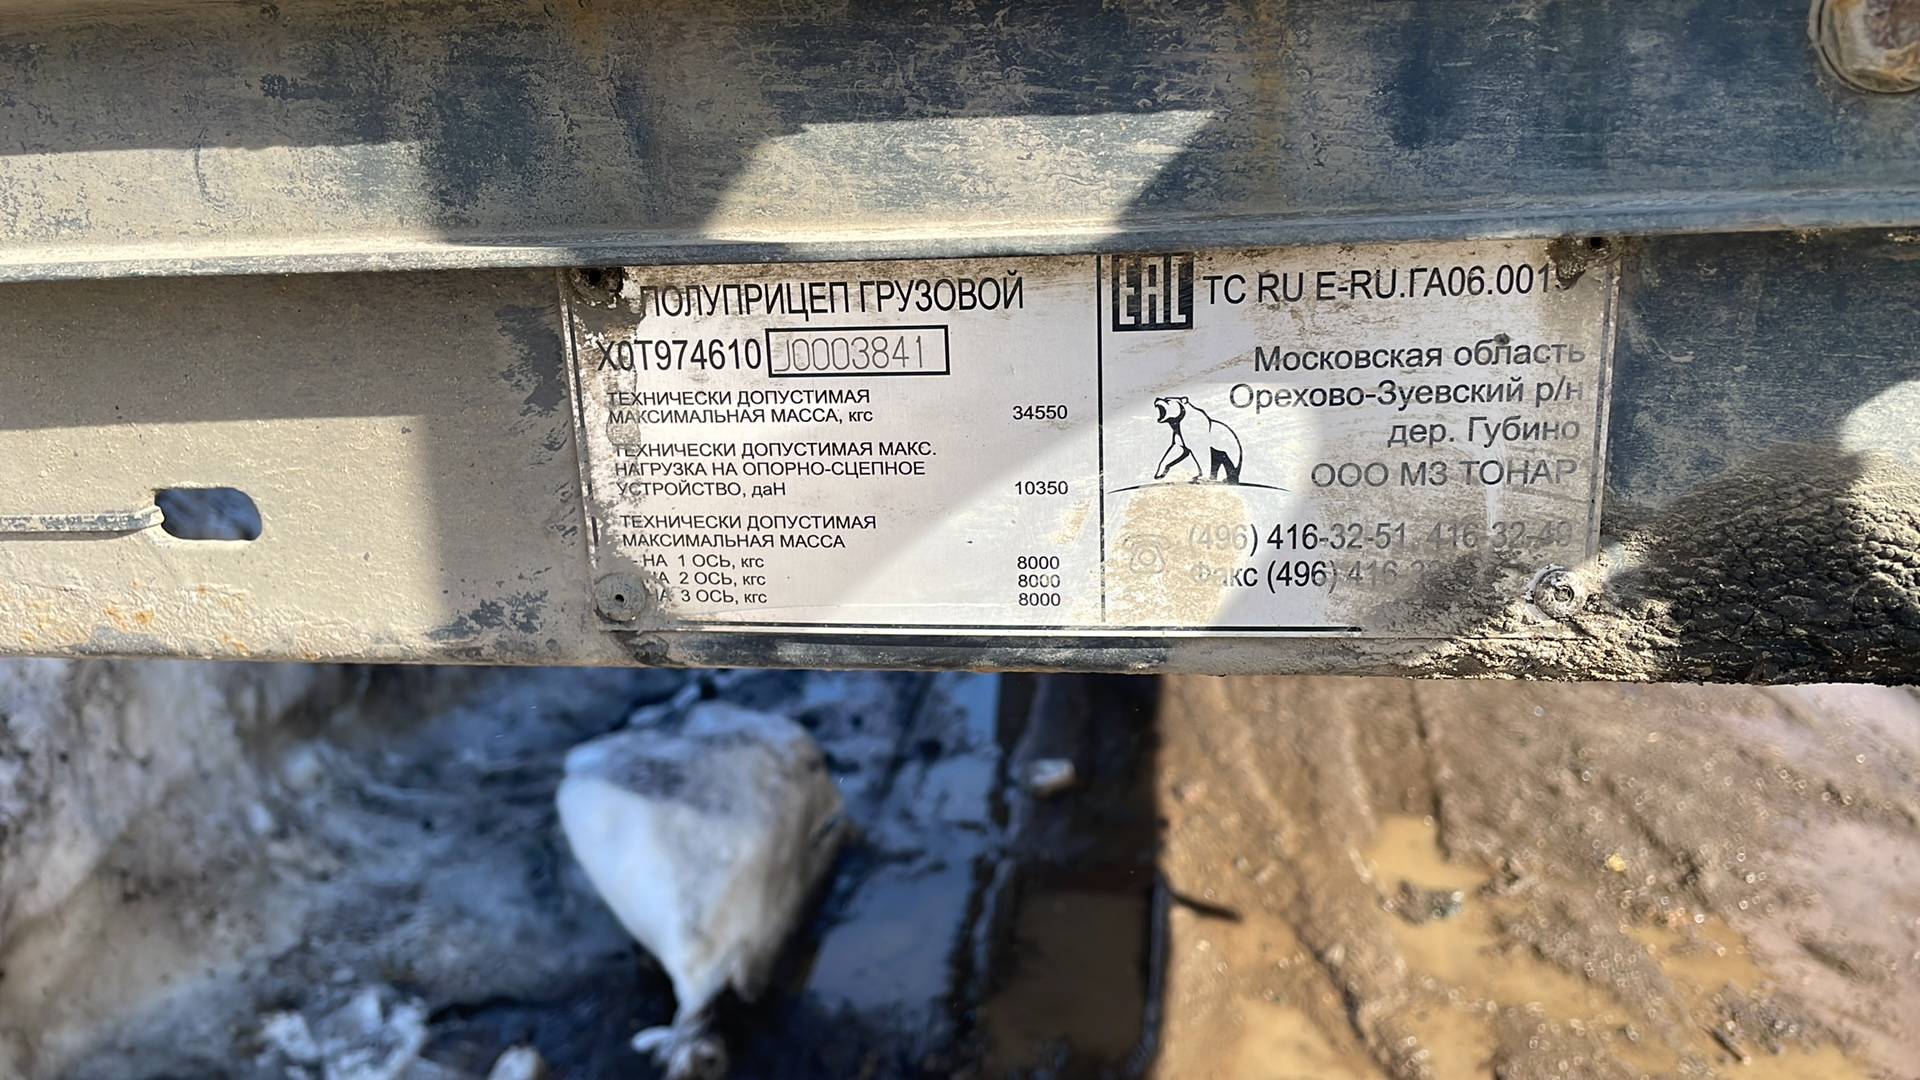 ПОЛУПРИЦЕП ГРУЗОВОЙ
X0T974610 J0003841
ТЕХНИЧЕСКИ ДОПУСТИМАЯ
МАКСИМАЛЬНАЯ МАССА, кгс 34550
ТЕХНИЧЕСКИ ДОПУСТИМАЯ МАКС.
НАГРУЗКА НА ОПОРНО-СЦЕПНОЕ
УСТРОЙСТВО, даН 10350
ТЕХНИЧЕСКИ ДОПУСТИМАЯ
МАКСИМАЛЬНАЯ МАССА
- НА 1 ОСЬ, кгс 8000
НА 2 ОСЬ, кгс 8000
НА 3 ОСЬ, кгс 8000
EAC TC RU E-RU.ГА06.001
Московская область
Орехово-Зуевский р/н
дер. Губино
ООО МЗ ТОНАР
(496) 416-32-51, 416-32-49
Факс (496) 416